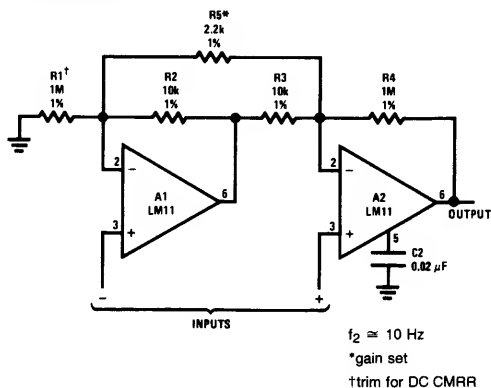 R5*
2.2k
1%
R1†
1M
1%
R2
10k
1%
R3
10k
1%
R4
1M
1%
2
−
A1
LM11
6
3
+
2
−
A2
LM11
6
OUTPUT
3
+
5
C2
0.02 μF
−
+
INPUTS
f2 ≅ 10 Hz
*gain set
†trim for DC CMRR